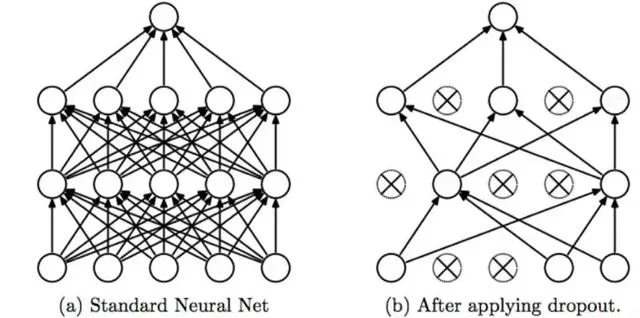 (a) Standard Neural Net
(b) After applying dropout.